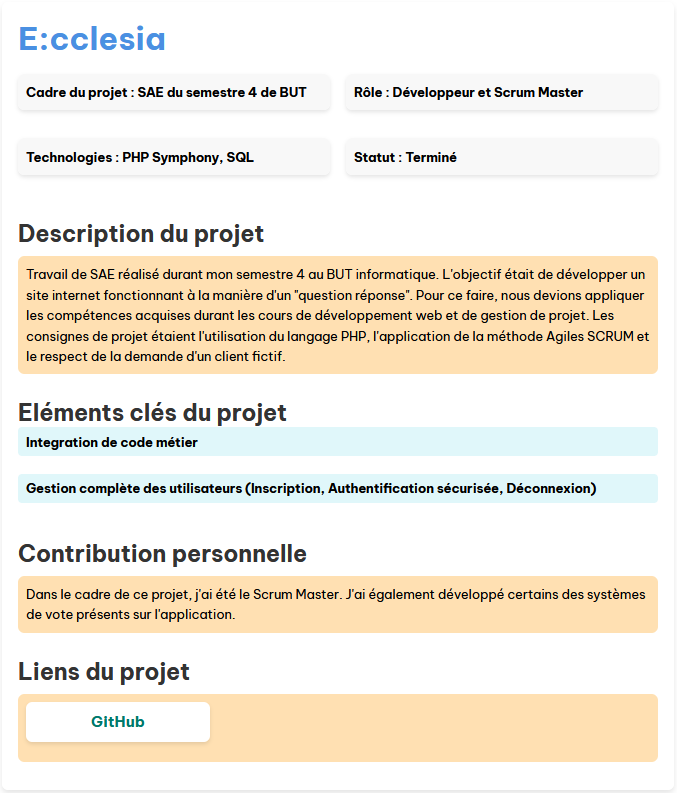 E:cclesia
Cadre du projet : SAE du semestre 4 de BUT
Rôle : Développeur et Scrum Master
Technologies : PHP Symphony, SQL
Statut : Terminé
Description du projet
Travail de SAE réalisé durant mon semestre 4 au BUT informatique. L'objectif était de développer un
site internet fonctionnant à la manière d'un "question réponse". Pour ce faire, nous devions appliquer
les compétences acquises durant les cours de développement web et de gestion de projet. Les
consignes de projet étaient l'utilisation du langage PHP, l'application de la méthode Agiles SCRUM et
le respect de la demande d'un client fictif.
Eléments clés du projet
Integration de code métier
Gestion complète des utilisateurs (Inscription, Authentification sécurisée, Déconnexion)
Contribution personnelle
Dans le cadre de ce projet, j'ai été le Scrum Master. J'ai également développé certains des systèmes
de vote présents sur l'application.
Liens du projet
GitHub